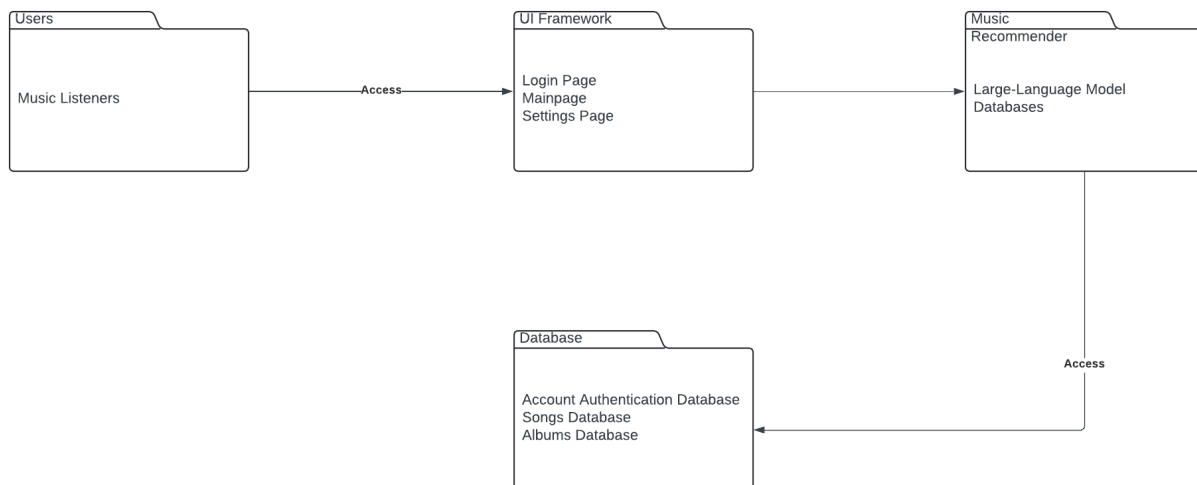 Users
Music Listeners
Access
UI Framework
Login Page
Mainpage
Settings Page
Music
Recommender
Large-Language Model
Databases
Access
Database
Account Authentication Database
Songs Database
Albums Database